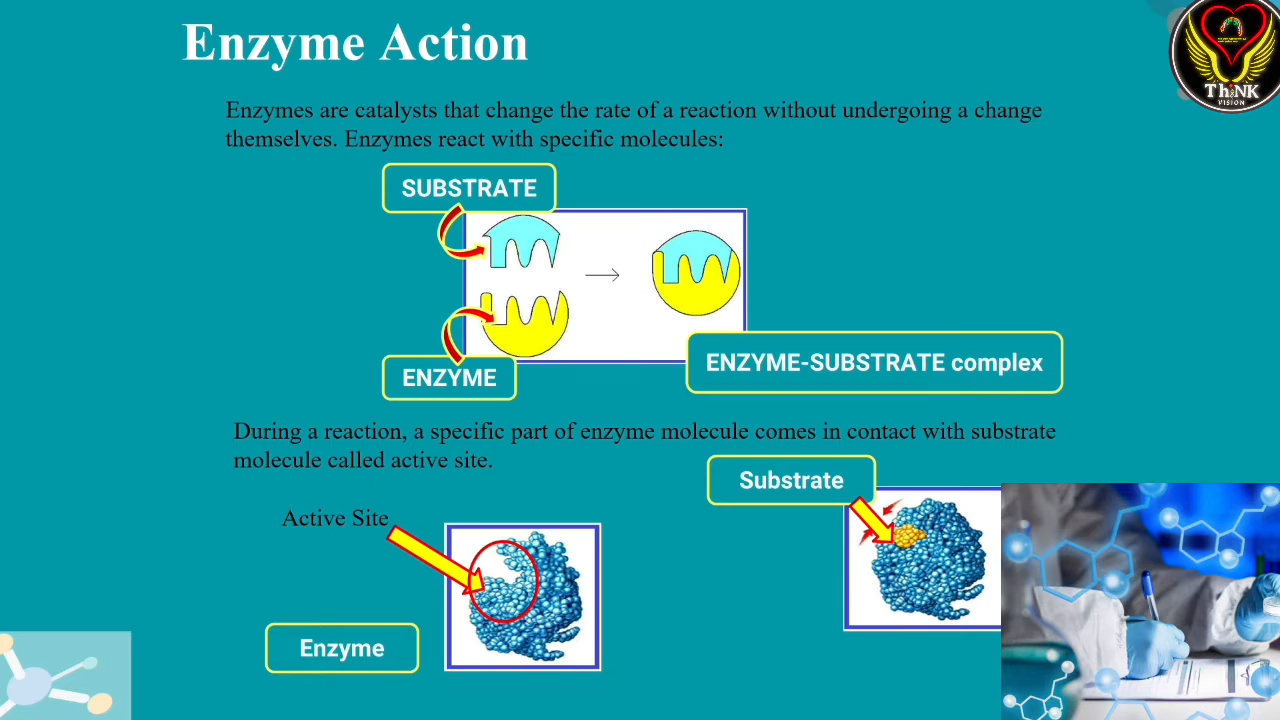 Enzyme Action
ThiNK
VISION
Enzymes are catalysts that change the rate of a reaction without undergoing a change
themselves. Enzymes react with specific molecules:
SUBSTRATE
ENZYME
ENZYME-SUBSTRATE complex
During a reaction, a specific part of enzyme molecule comes in contact with substrate
molecule called active site.
Substrate
Active Site
Enzyme